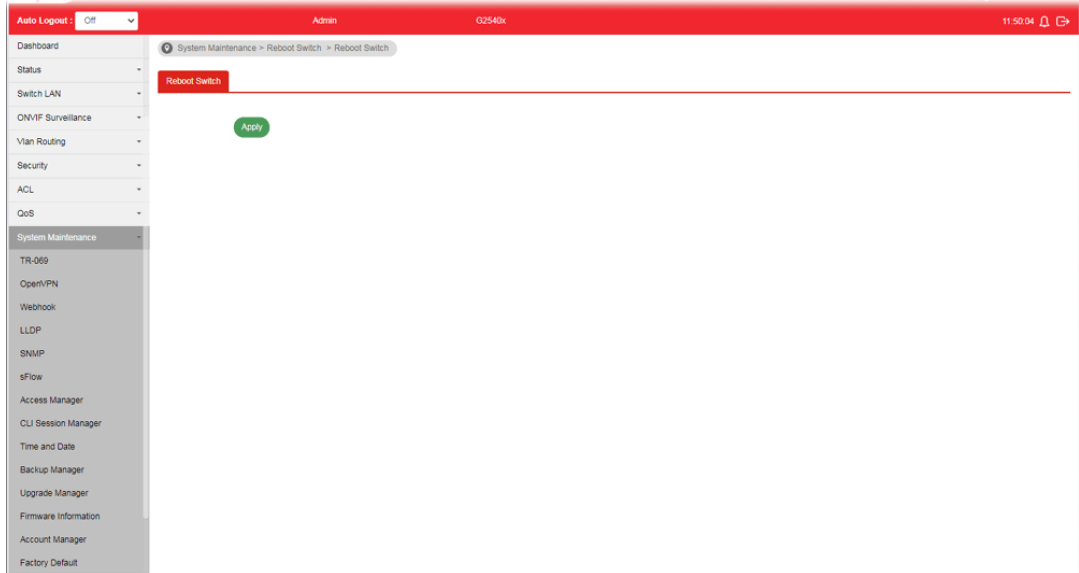 Auto Logout : Off Admin G2540x 11:50:04
Dashboard
System Maintenance > Reboot Switch > Reboot Switch
Status
Reboot Switch
Switch LAN
ONVIF Surveillance
Apply
Vlan Routing
Security
ACL
QoS
System Maintenance
TR-069
OpenVPN
Webhook
LLDP
SNMP
sFlow
Access Manager
CLI Session Manager
Time and Date
Backup Manager
Upgrade Manager
Firmware Information
Account Manager
Factory Default